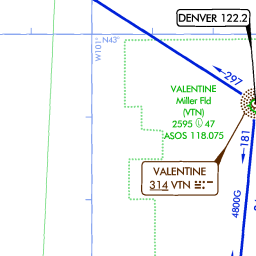 DENVER 122.2
W101° N43°
297
VALENTINE
Miller Fld
(VTN)
2595 Ⓛ 47
ASOS 118.075
181
VALENTINE
314 VTN
4800G